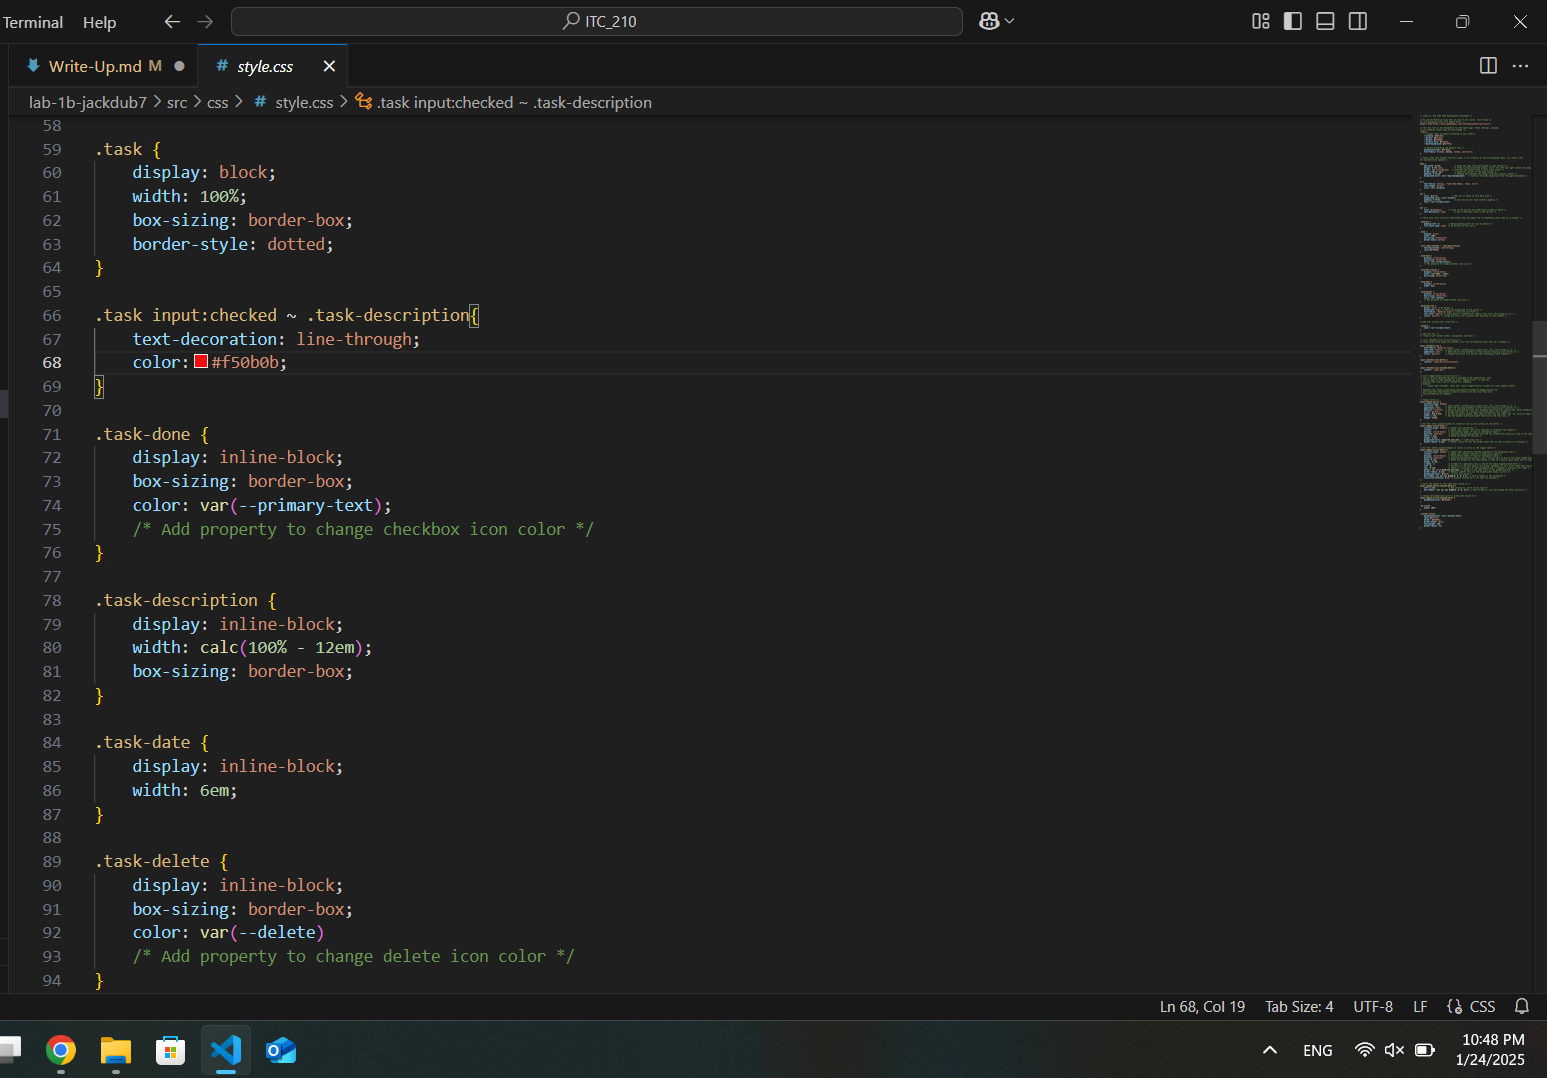 Terminal Help ITC_210
Write-Up.md M # style.css
lab-1b-jackdub7 > src > css > # style.css > .task input:checked ~ .task-description
58
59 .task {
60 display: block;
61 width: 100%;
62 box-sizing: border-box;
63 border-style: dotted;
64 }
65
66 .task input:checked ~ .task-description{
67 text-decoration: line-through;
68 color: #f50b0b;
69 }
70
71 .task-done {
72 display: inline-block;
73 box-sizing: border-box;
74 color: var(--primary-text);
75 /* Add property to change checkbox icon color */
76 }
77
78 .task-description {
79 display: inline-block;
80 width: calc(100% - 12em);
81 box-sizing: border-box;
82 }
83
84 .task-date {
85 display: inline-block;
86 width: 6em;
87 }
88
89 .task-delete {
90 display: inline-block;
91 box-sizing: border-box;
92 color: var(--delete)
93 /* Add property to change delete icon color */
94 }
Ln 68, Col 19 Tab Size: 4 UTF-8 LF CSS
ENG 10:48 PM
1/24/2025